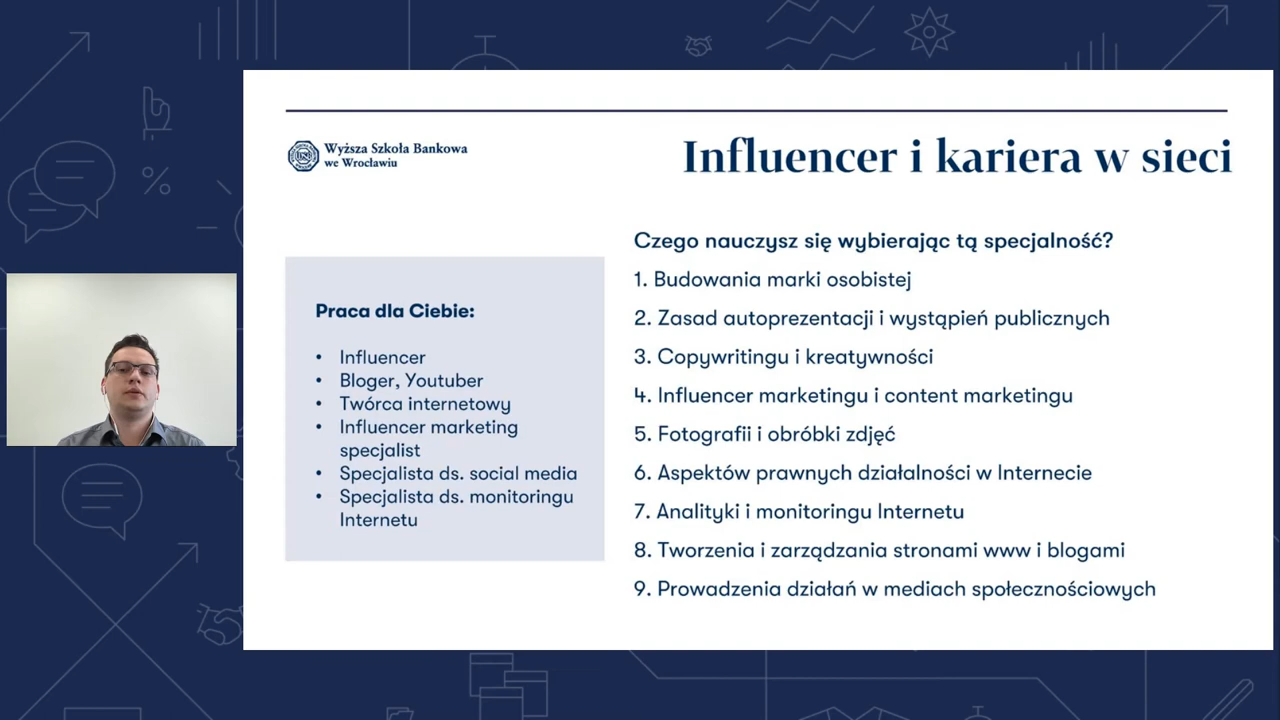 Wyższa Szkoła Bankowa
we Wrocławiu
Influencer i kariera w sieci
Praca dla Ciebie:
• Influencer
• Bloger, Youtuber
• Twórca internetowy
• Influencer marketing
specjalist
• Specjalista ds. social media
• Specjalista ds. monitoringu
Internetu
Czego nauczysz się wybierając tą specjalność?
1. Budowania marki osobistej
2. Zasad autoprezentacji i wystąpień publicznych
3. Copywritingu i kreatywności
4. Influencer marketingu i content marketingu
5. Fotografii i obróbki zdjęć
6. Aspektów prawnych działalności w Internecie
7. Analityki i monitoringu Internetu
8. Tworzenia i zarządzania stronami www i blogami
9. Prowadzenia działań w mediach społecznościowych